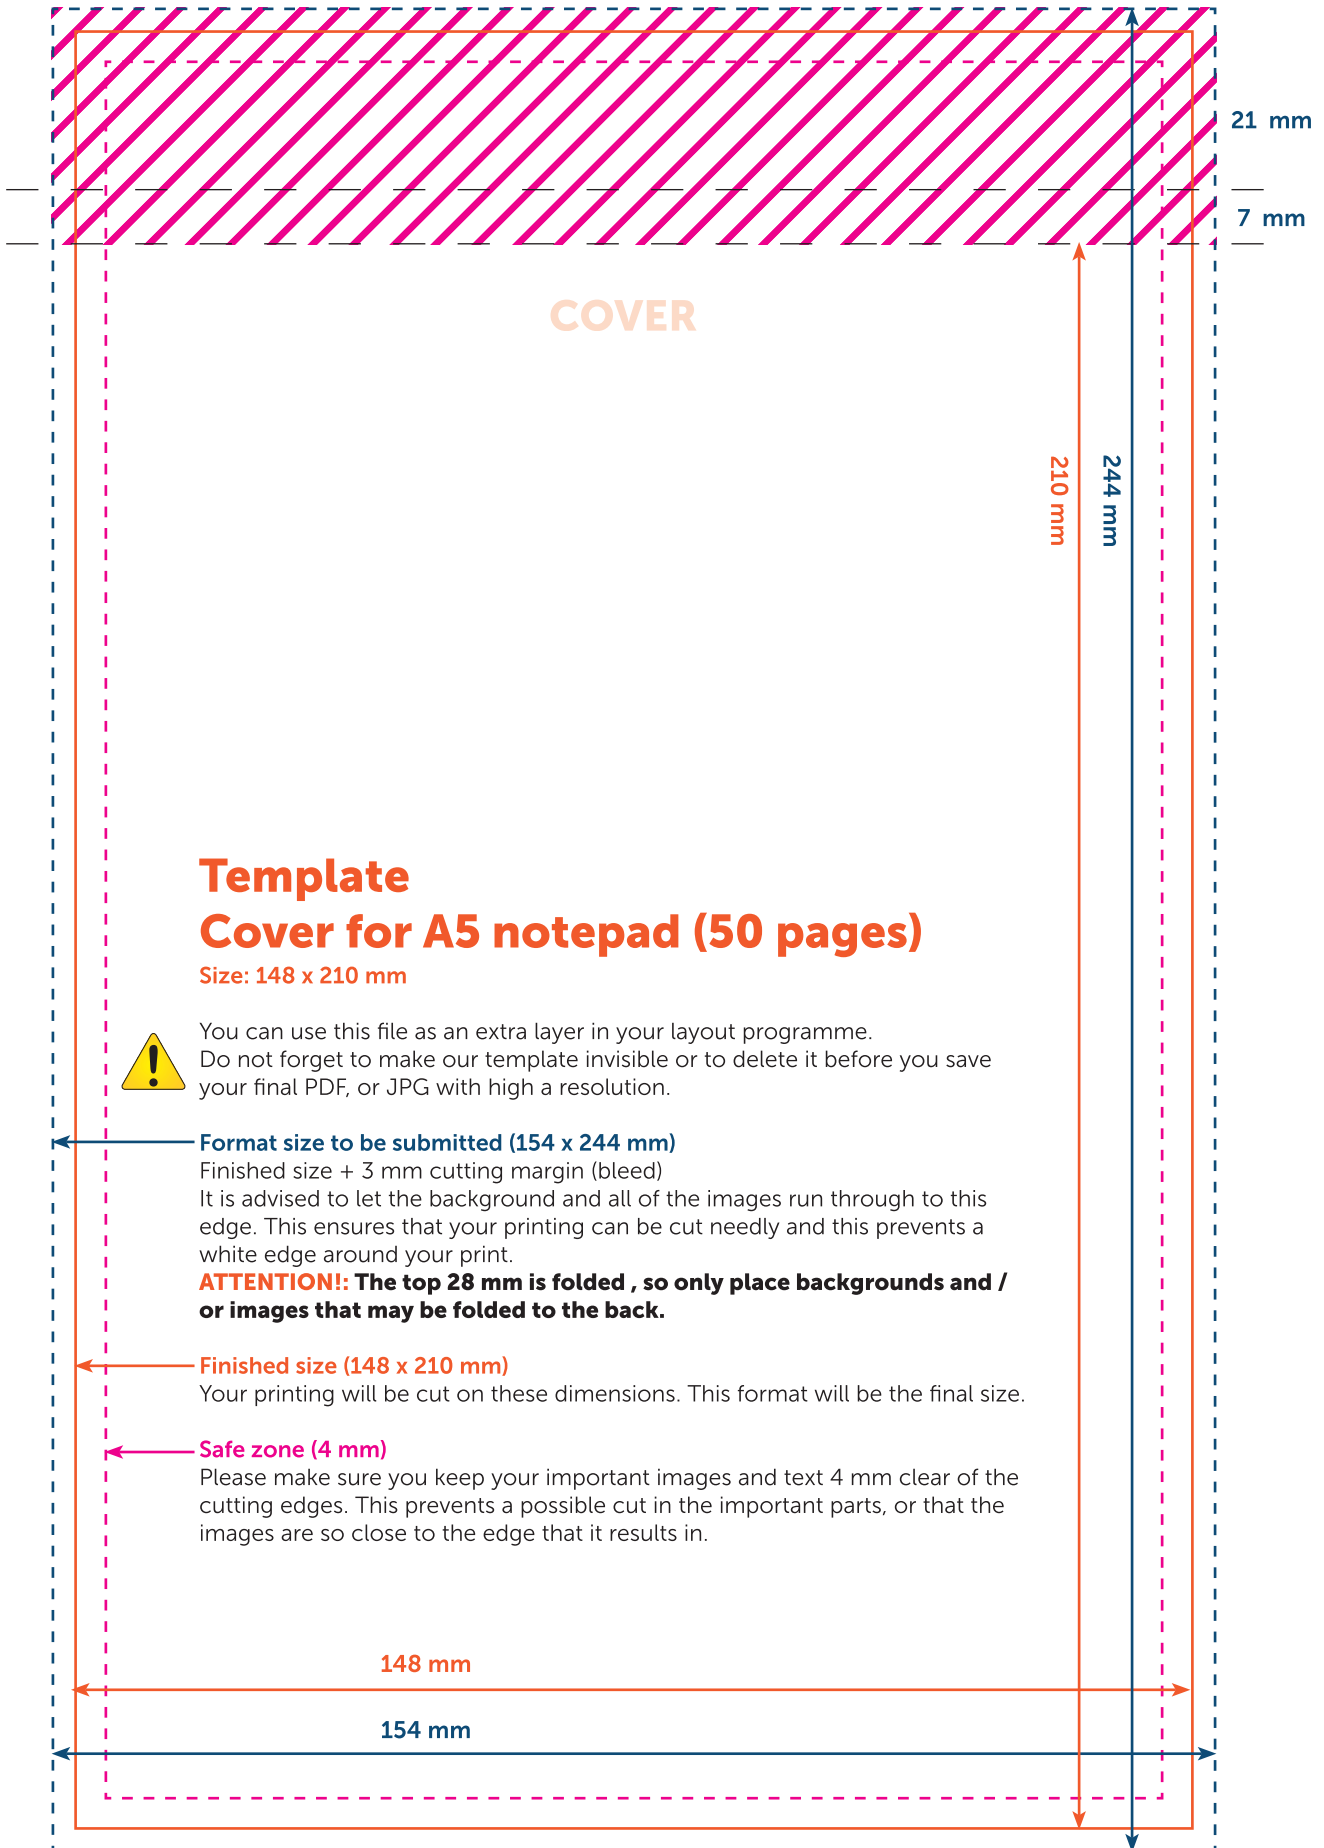 21 mm
7 mm
COVER
210 mm
244 mm
Template
Cover for A5 notepad (50 pages)
Size: 148 x 210 mm
You can use this file as an extra layer in your layout programme.
Do not forget to make our template invisible or to delete it before you save
your final PDF, or JPG with high a resolution.
Format size to be submitted (154 x 244 mm)
Finished size + 3 mm cutting margin (bleed)
It is advised to let the background and all of the images run through to this
edge. This ensures that your printing can be cut needly and this prevents a
white edge around your print.
ATTENTION!: The top 28 mm is folded , so only place backgrounds and /
or images that may be folded to the back.
Finished size (148 x 210 mm)
Your printing will be cut on these dimensions. This format will be the final size.
Safe zone (4 mm)
Please make sure you keep your important images and text 4 mm clear of the
cutting edges. This prevents a possible cut in the important parts, or that the
images are so close to the edge that it results in.
148 mm
154 mm